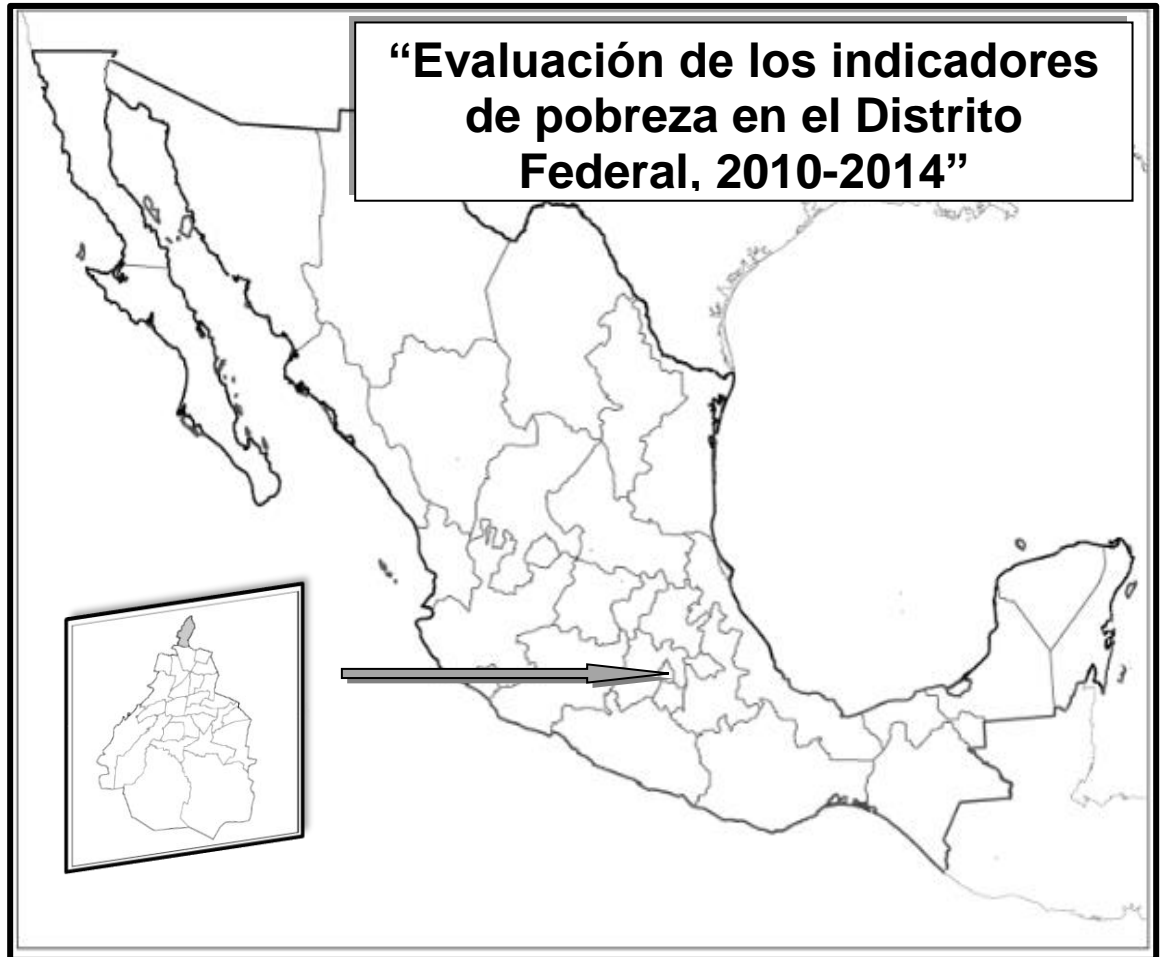 “Evaluación de los indicadores
de pobreza en el Distrito
Federal, 2010-2014”